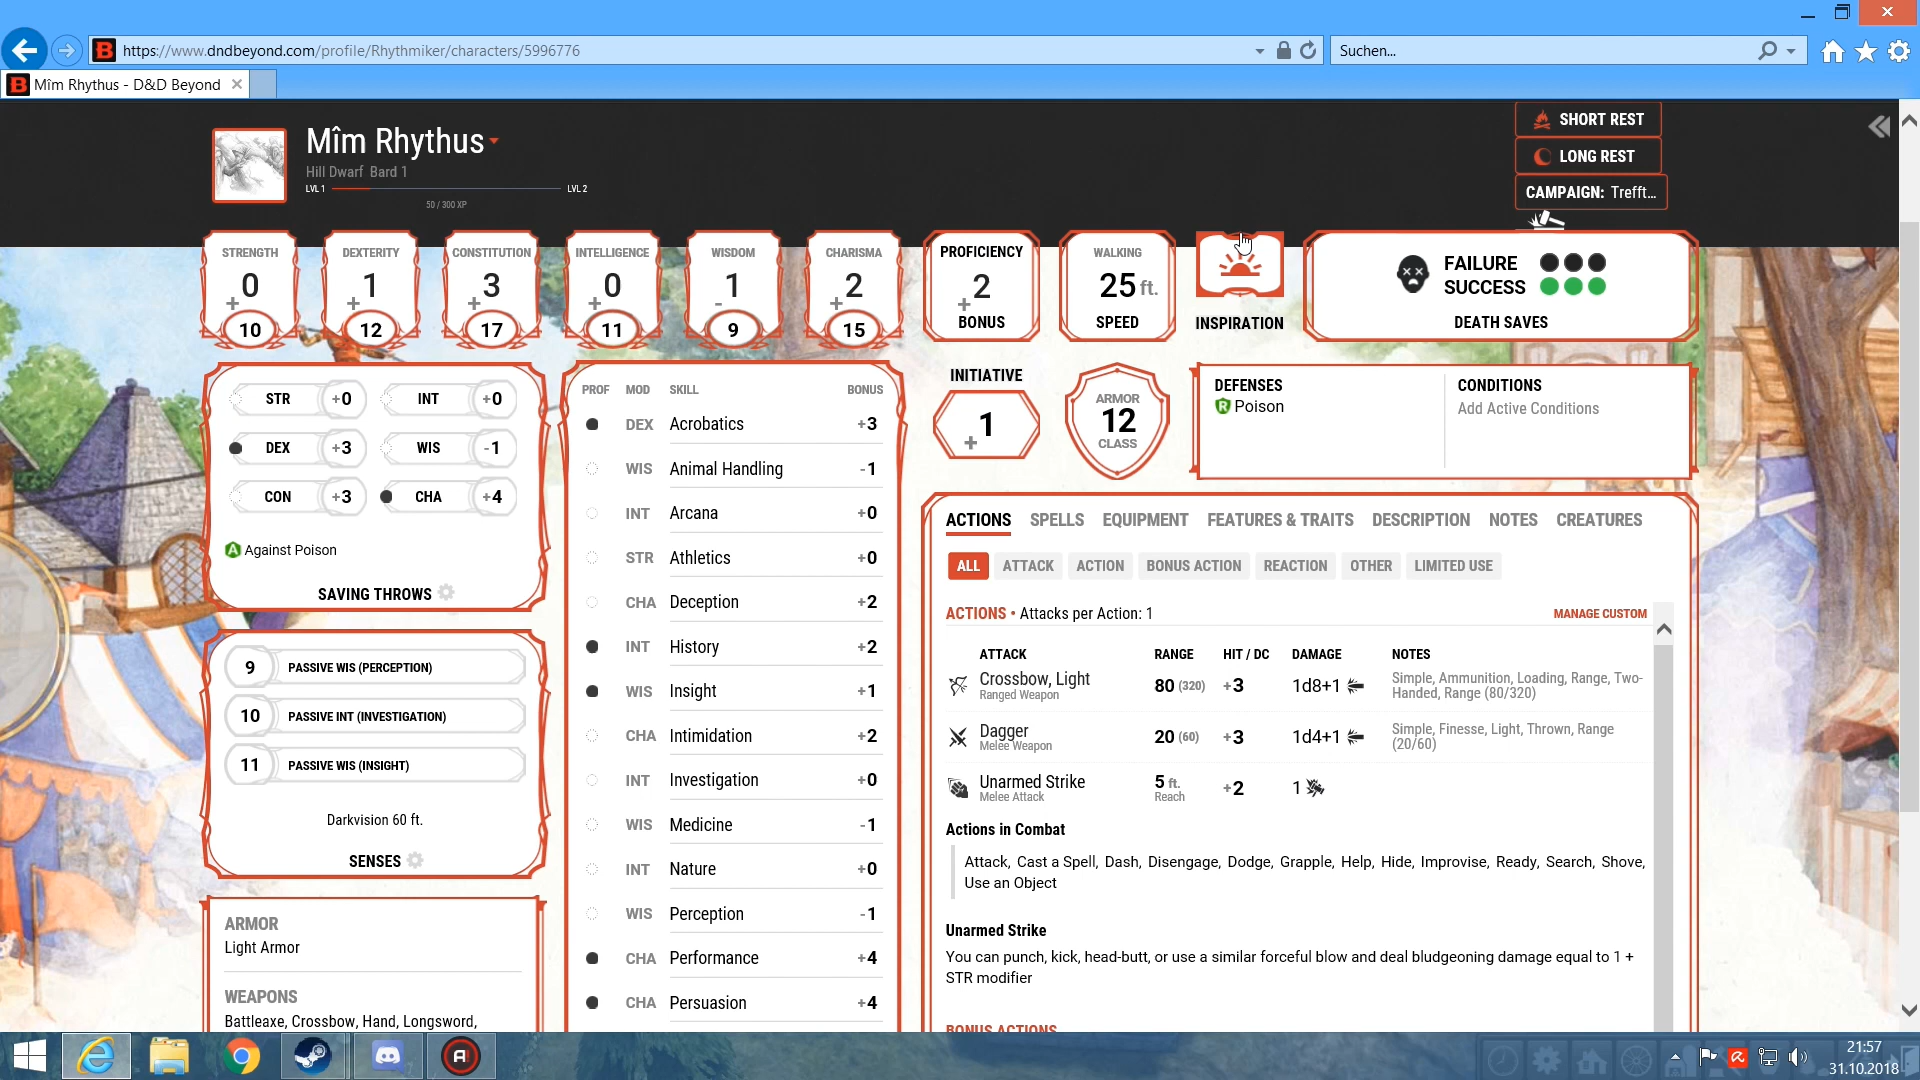 https://www.dndbeyond.com/profile/Rhythmiker/characters/5996776
Suchen...
Mîm Rhythus - D&D Beyond
Mîm Rhythus
Hill Dwarf Bard 1
LVL 1
LVL 2
50 / 300 XP
SHORT REST
LONG REST
CAMPAIGN: Trefft...
STRENGTH
+0
10
DEXTERITY
+1
12
CONSTITUTION
+3
17
INTELLIGENCE
+0
11
WISDOM
-1
9
CHARISMA
+2
15
PROFICIENCY
+2
BONUS
WALKING
25 ft.
SPEED
INSPIRATION
FAILURE
SUCCESS
DEATH SAVES
STR +0
INT +0
DEX +3
WIS -1
CON +3
CHA +4
A Against Poison
SAVING THROWS
9 PASSIVE WIS (PERCEPTION)
10 PASSIVE INT (INVESTIGATION)
11 PASSIVE WIS (INSIGHT)
Darkvision 60 ft.
SENSES
ARMOR
Light Armor
WEAPONS
Battleaxe, Crossbow, Hand, Longsword,
PROF MOD SKILL BONUS
DEX Acrobatics +3
WIS Animal Handling -1
INT Arcana +0
STR Athletics +0
CHA Deception +2
INT History +2
WIS Insight +1
CHA Intimidation +2
INT Investigation +0
WIS Medicine -1
INT Nature +0
WIS Perception -1
CHA Performance +4
CHA Persuasion +4
INITIATIVE
+1
ARMOR
12
CLASS
DEFENSES
R Poison
CONDITIONS
Add Active Conditions
ACTIONS SPELLS EQUIPMENT FEATURES & TRAITS DESCRIPTION NOTES CREATURES
ALL ATTACK ACTION BONUS ACTION REACTION OTHER LIMITED USE
ACTIONS • Attacks per Action: 1
MANAGE CUSTOM
ATTACK RANGE HIT / DC DAMAGE NOTES
Crossbow, Light
Ranged Weapon
80 (320) +3 1d8+1
Simple, Ammunition, Loading, Range, Two-
Handed, Range (80/320)
Dagger
Melee Weapon
20 (60) +3 1d4+1
Simple, Finesse, Light, Thrown, Range
(20/60)
Unarmed Strike
Melee Attack
5 ft.
Reach
+2 1
Actions in Combat
Attack, Cast a Spell, Dash, Disengage, Dodge, Grapple, Help, Hide, Improvise, Ready, Search, Shove,
Use an Object
Unarmed Strike
You can punch, kick, head-butt, or use a similar forceful blow and deal bludgeoning damage equal to 1 +
STR modifier
BONUS ACTIONS
21:57
31.10.2018